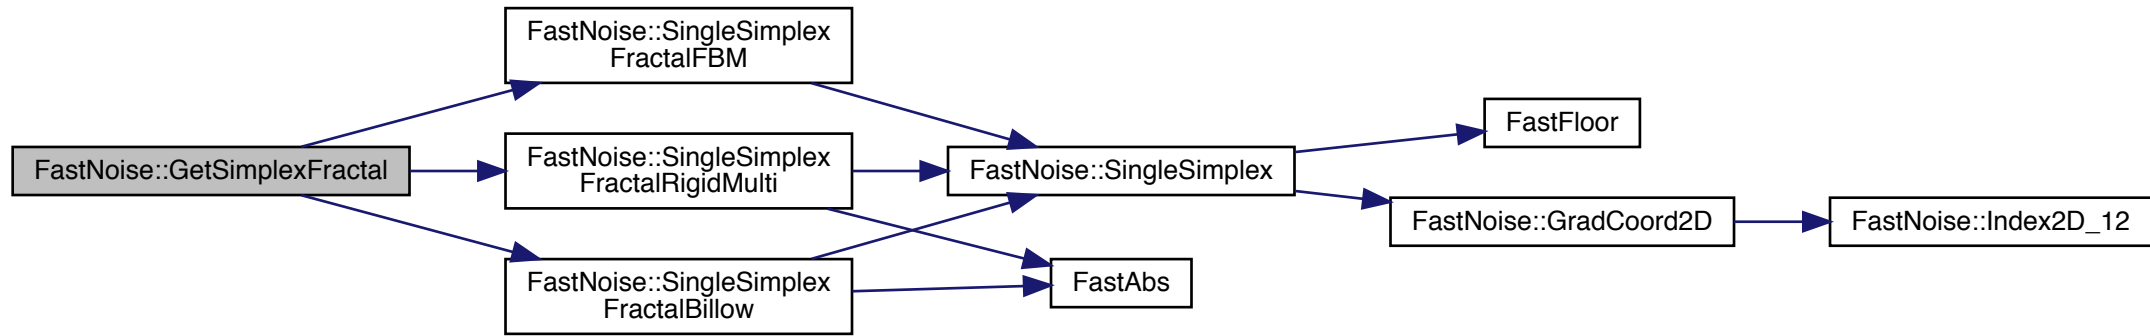 FastNoise::GetSimplexFractal
FastNoise::SingleSimplex
FractalFBM
FastNoise::SingleSimplex
FractalRigidMulti
FastNoise::SingleSimplex
FractalBillow
FastNoise::SingleSimplex
FastAbs
FastFloor
FastNoise::GradCoord2D
FastNoise::Index2D_12